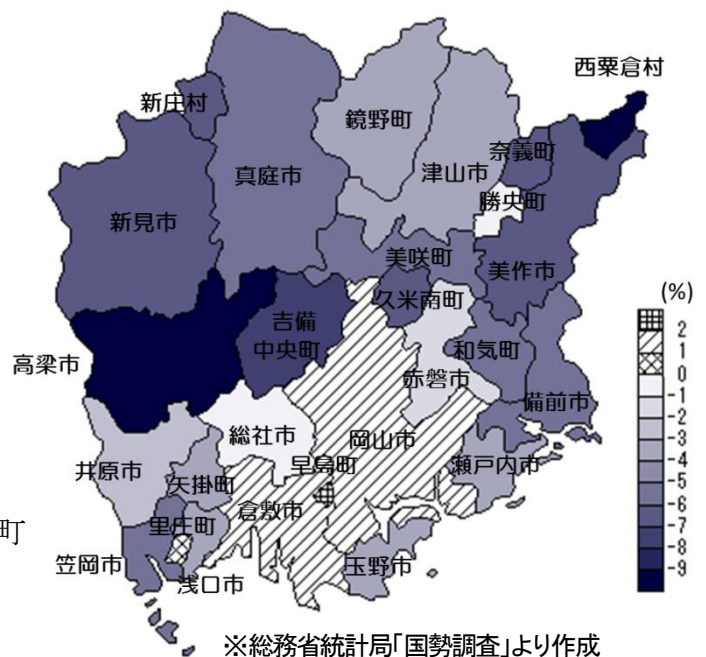 西粟倉村
新庄村
鏡野町
奈義町
真庭市
津山市
勝央町
新見市
美咲町
美作市
久米南町
(%)
吉備
中央町
和気町
高梁市
赤磐市
備前市
総社市
岡山市
井原市
早島町
瀬戸内市
矢掛町
倉敷市
里庄町
町
笠岡市
浅口市
玉野市
2
1
0
-1
-2
-3
-4
-5
-6
-7
-8
-9
※総務省統計局「国勢調査」より作成